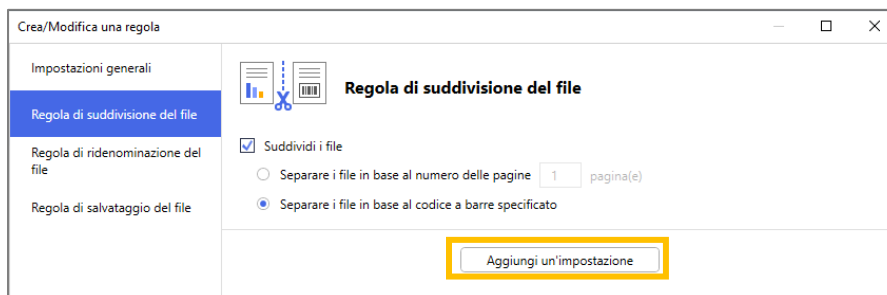 Crea/Modifica una regola
Impostazioni generali
Regola di suddivisione del file
Regola di ridenominazione del
file
Regola di salvataggio del file
Regola di suddivisione del file
Suddividi i file
Separare i file in base al numero delle pagine 1 pagina(e)
Separare i file in base al codice a barre specificato
Aggiungi un'impostazione